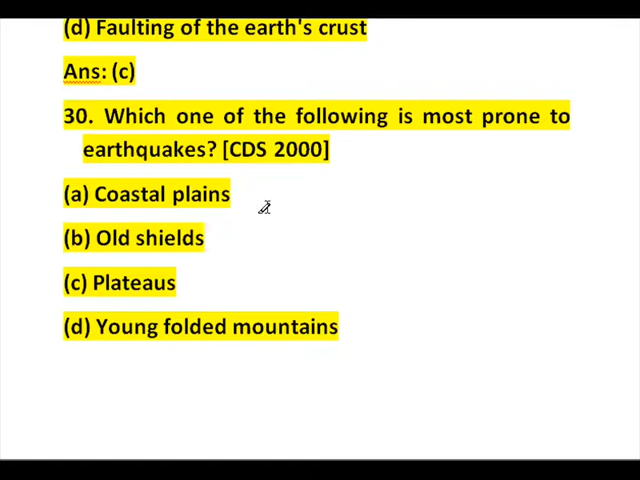 (d) Faulting of the earth's crust
Ans: (c)
30. Which one of the following is most prone to
earthquakes? [CDS 2000]
(a) Coastal plains
(b) Old shields
(c) Plateaus
(d) Young folded mountains